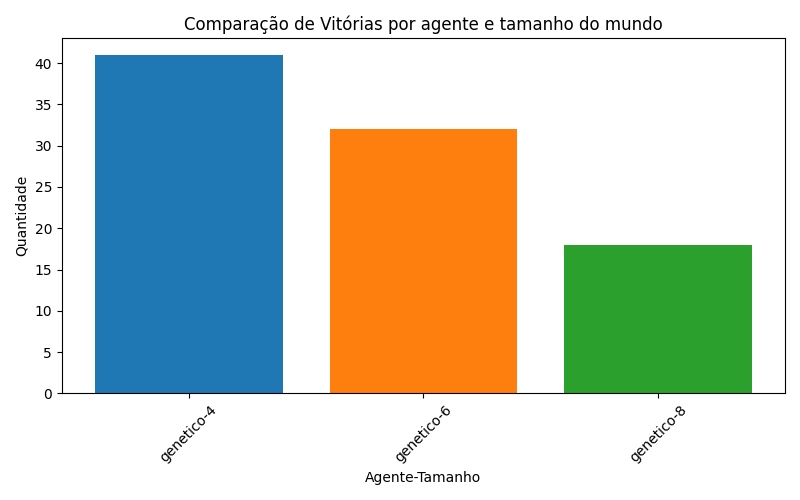 Comparação de Vitórias por agente e tamanho do mundo
Quantidade
40
35
30
25
20
15
10
5
0
genetico-4
genetico-6
genetico-8
Agente-Tamanho